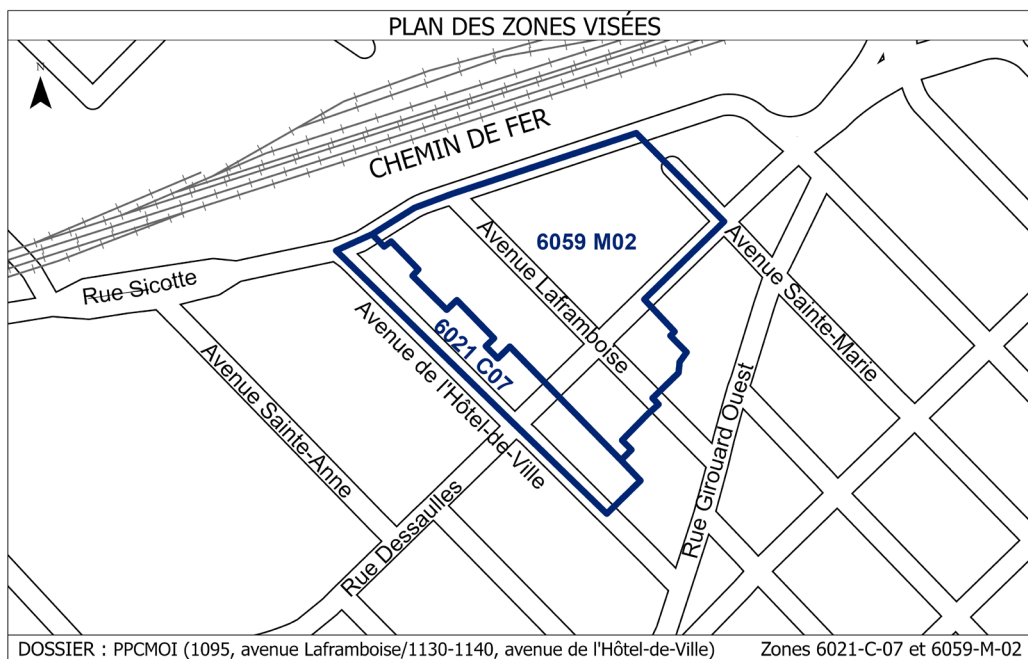 PLAN DES ZONES VISÉES
N
CHEMIN DE FER
6059 M02
Avenue Laframboise
Avenue Sainte-Marie
Rue Sicotte
6021 C07
Avenue de l'Hôtel-de-Ville
Avenue Sainte-Anne
Rue Girouard Ouest
Rue Dessaulles
DOSSIER : PPCMOI (1095, avenue Laframboise/1130-1140, avenue de l'Hôtel-de-Ville) Zones 6021-C-07 et 6059-M-02